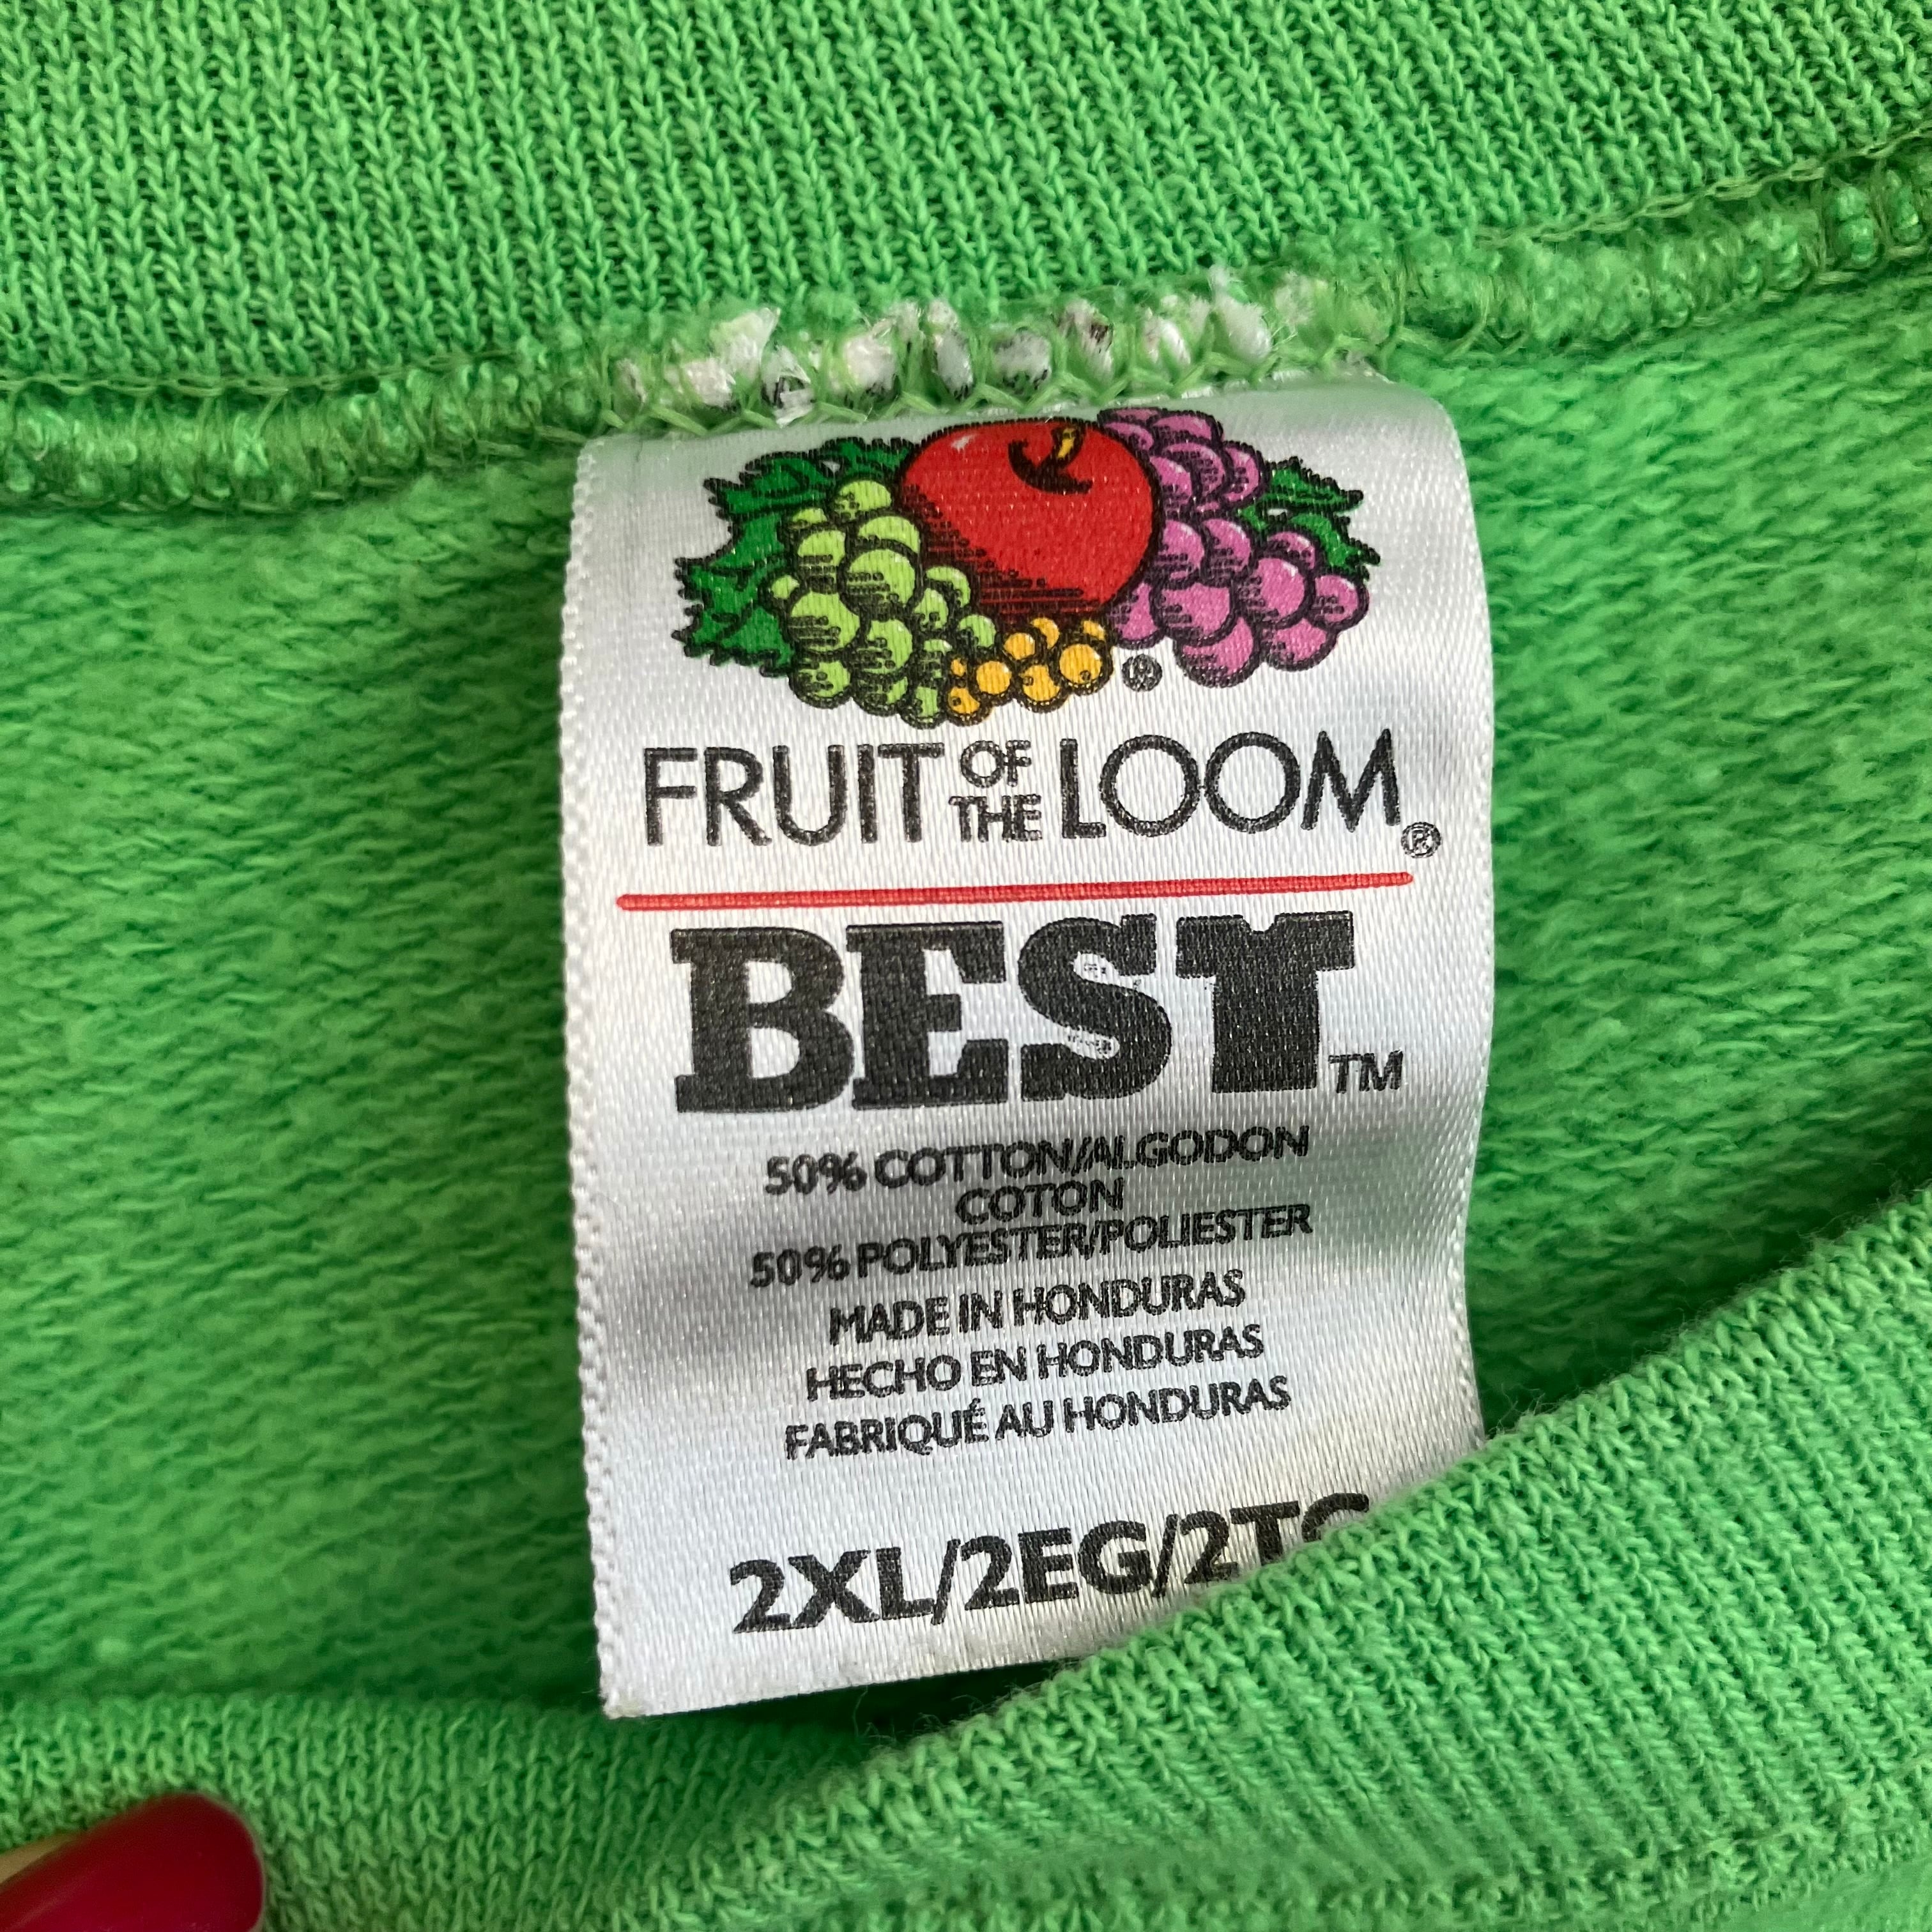 ®
FRUIT OF THE LOOM®
BEST™
50% COTTON/ALGODON
COTON
50% POLYESTER/POLIESTER
MADE IN HONDURAS
HECHO EN HONDURAS
FABRIQUÉ AU HONDURAS
2XL/2EG/2TG